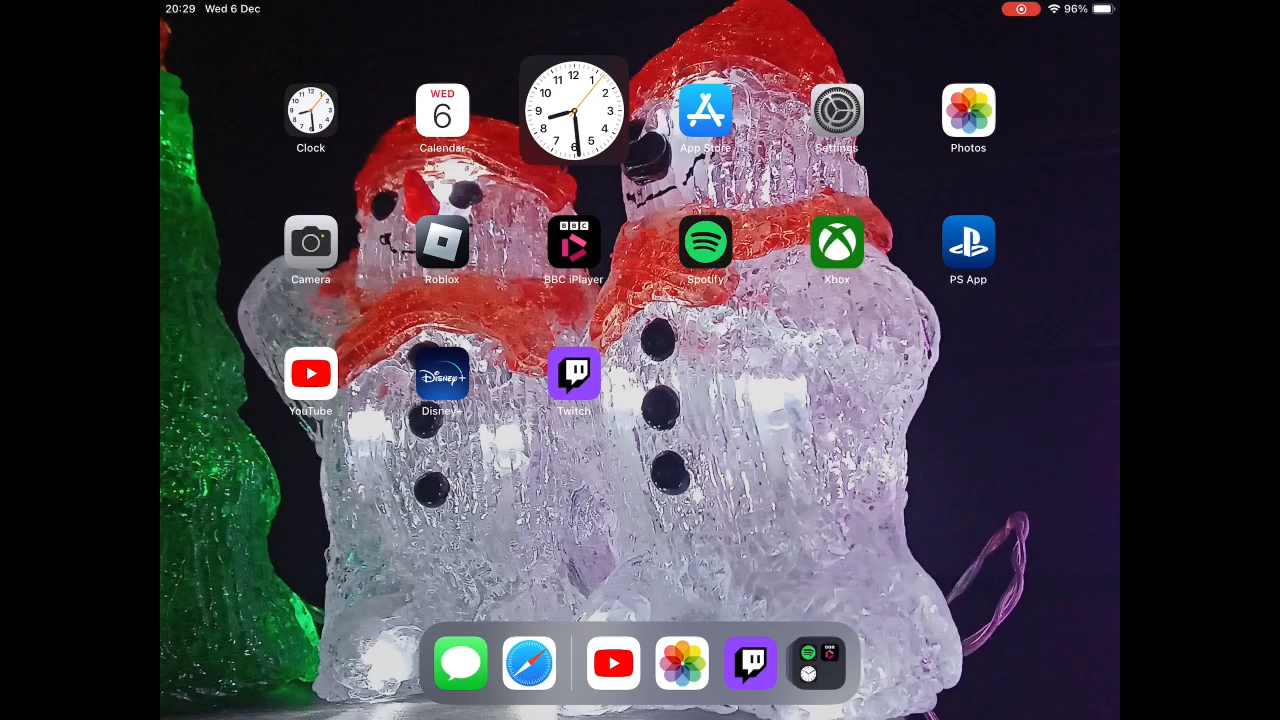 20:29 Wed 6 Dec
96%
12
11 1
10 2
9 3
8 4
7 5
6
WED
6
Clock
Calendar
App Store
Settings
Photos
BBC
Camera
Roblox
BBC iPlayer
Spotify
Xbox
PS App
Disney+
YouTube
Disney+
Twitch